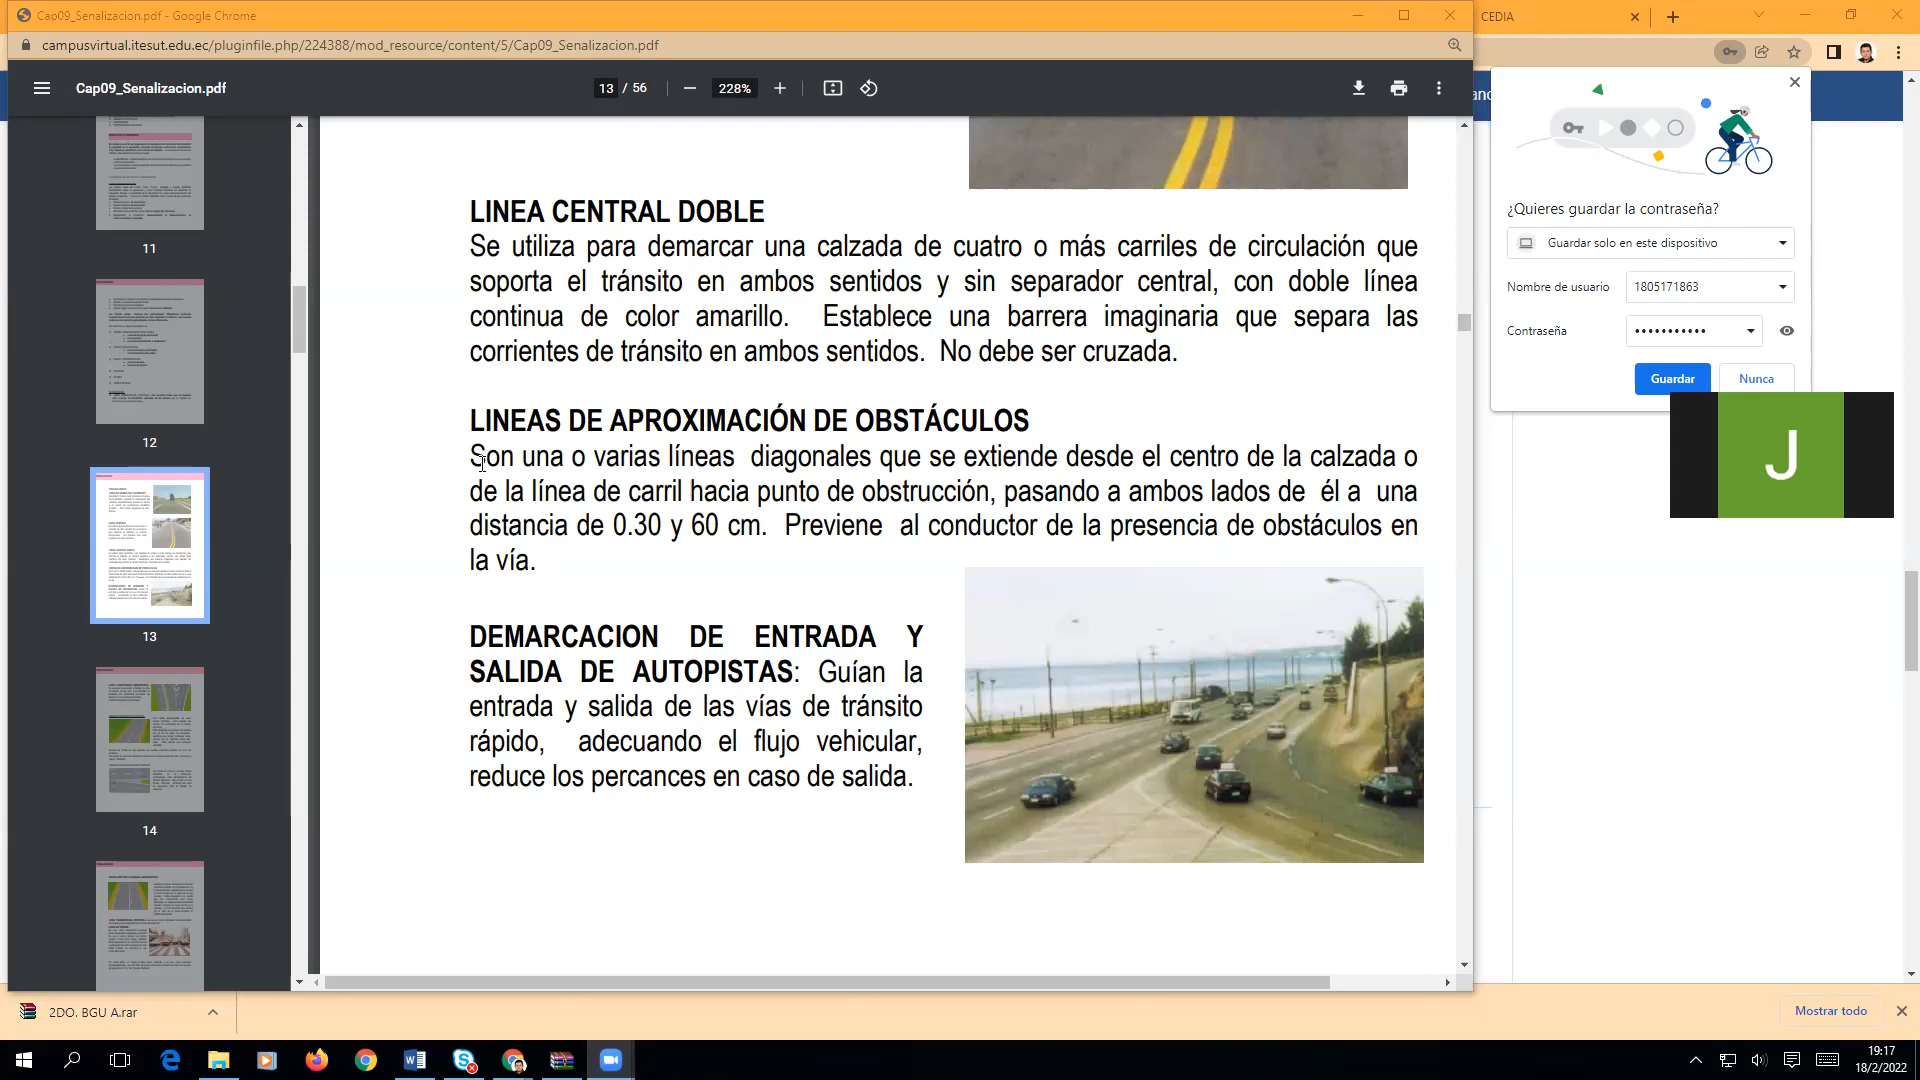 Cap09_Senalizacion.pdf - Google Chrome
CEDIA
campusvirtual.itesut.edu.ec/pluginfile.php/224388/mod_resource/content/5/Cap09_Senalizacion.pdf
Cap09_Senalizacion.pdf
13 / 56
228%
11
12
13
14
LINEA CENTRAL DOBLE
Se utiliza para demarcar una calzada de cuatro o más carriles de circulación que
soporta el tránsito en ambos sentidos y sin separador central, con doble línea
continua de color amarillo. Establece una barrera imaginaria que separa las
corrientes de tránsito en ambos sentidos. No debe ser cruzada.
LINEAS DE APROXIMACIÓN DE OBSTÁCULOS
Son una o varias líneas diagonales que se extiende desde el centro de la calzada o
de la línea de carril hacia punto de obstrucción, pasando a ambos lados de él a una
distancia de 0.30 y 60 cm. Previene al conductor de la presencia de obstáculos en
la vía.
DEMARCACION DE ENTRADA Y
SALIDA DE AUTOPISTAS: Guían la
entrada y salida de las vías de tránsito
rápido, adecuando el flujo vehicular,
reduce los percances en caso de salida.
¿Quieres guardar la contraseña?
Guardar solo en este dispositivo
Nombre de usuario
1805171863
Contraseña
•••••••••••
Guardar
Nunca
J
2DO. BGU A.rar
Mostrar todo
19:17
18/2/2022